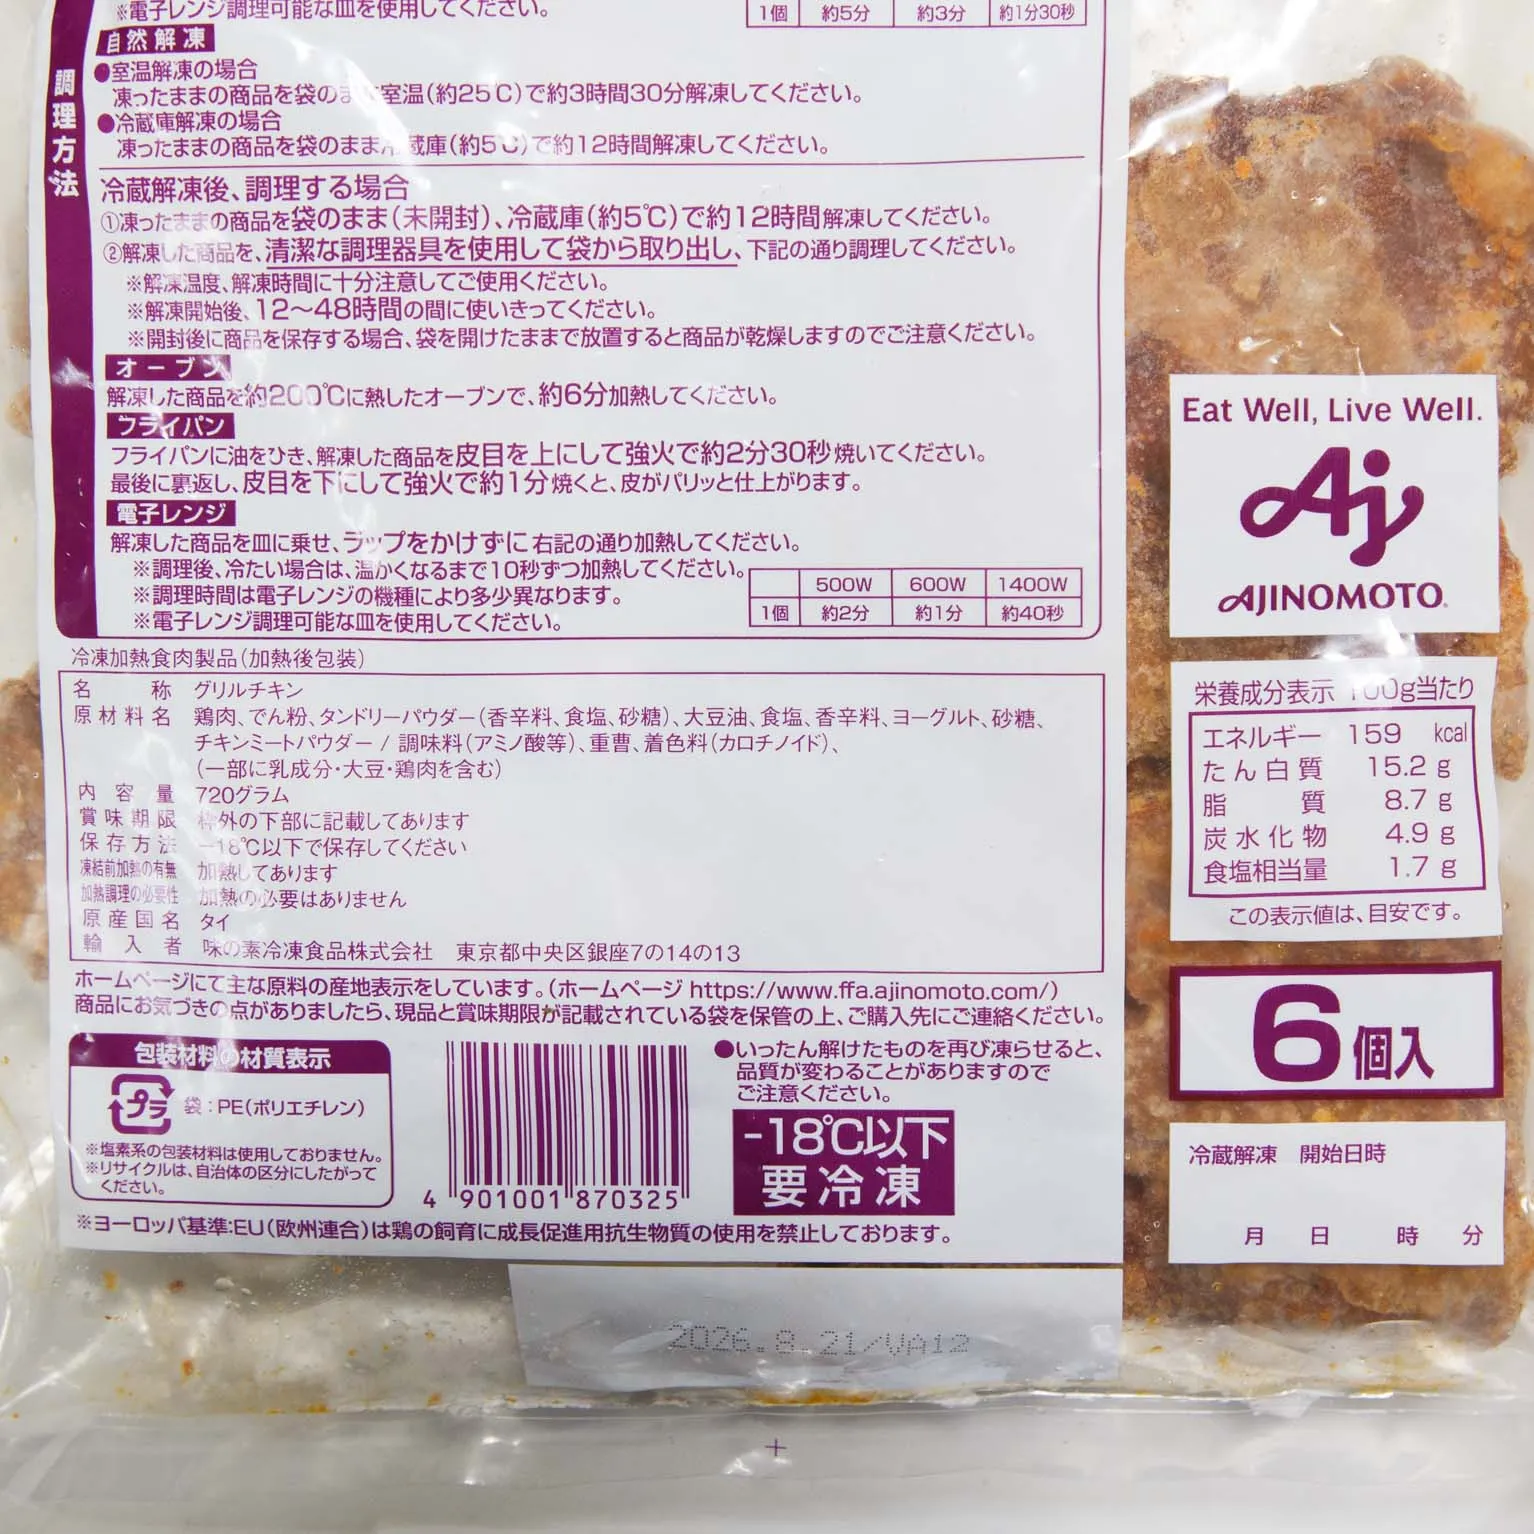 ※電子レンジ調理可能な皿を使用してください。
1個 約5分 約3分 約1分30秒
調理方法
自然解凍
●室温解凍の場合
凍ったままの商品を袋のまま室温(約25℃)で約3時間30分解凍してください。
●冷蔵庫解凍の場合
凍ったままの商品を袋のまま冷蔵庫(約5℃)で約12時間解凍してください。
冷蔵解凍後、調理する場合
①凍ったままの商品を袋のまま(未開封)、冷蔵庫(約5℃)で約12時間解凍してください。
②解凍した商品を、清潔な調理器具を使用して袋から取り出し、下記の通り調理してください。
※解凍温度、解凍時間に十分注意してご使用ください。
※解凍開始後、12〜48時間の間に使いきってください。
※開封後に商品を保存する場合、袋を開けたままで放置すると商品が乾燥しますのでご注意ください。
オーブン
解凍した商品を約200℃に熱したオーブンで、約6分加熱してください。
フライパン
フライパンに油をひき、解凍した商品を皮目を上にして強火で約2分30秒焼いてください。
最後に裏返し、皮目を下にして強火で約1分焼くと、皮がパリッと仕上がります。
電子レンジ
解凍した商品を皿に乗せ、ラップをかけずに右記の通り加熱してください。
※調理後、冷たい場合は、温かくなるまで10秒ずつ加熱してください。
※調理時間は電子レンジの機種により多少異なります。
※電子レンジ調理可能な皿を使用してください。
500W 600W 1400W
1個 約2分 約1分 約40秒
冷凍加熱食肉製品(加熱後包装)
名称 グリルチキン
原材料名 鶏肉、でん粉、タンドリーパウダー(香辛料、食塩、砂糖)、大豆油、食塩、香辛料、ヨーグルト、砂糖、
チキンミートパウダー / 調味料(アミノ酸等)、重曹、着色料(カロチノイド)、
(一部に乳成分・大豆・鶏肉を含む)
内容量 720グラム
賞味期限 枠外の下部に記載してあります
保存方法 -18℃以下で保存してください
凍結前加熱の有無 加熱してあります
加熱調理の必要性 加熱の必要はありません
原産国名 タイ
輸入者 味の素冷凍食品株式会社 東京都中央区銀座7の14の13
ホームページにて主な原料の産地表示をしています。(ホームページ https://www.ffa.ajinomoto.com/)
商品にお気づきの点がありましたら、現品と賞味期限が記載されている袋を保管の上、ご購入先にご連絡ください。
包装材料の材質表示
プラ 袋:PE(ポリエチレン)
※塩素系の包装材料は使用しておりません。
※リサイクルは、自治体の区分にしたがって
ください。
4 901001 870325
●いったん解けたものを再び凍らせると、
品質が変わることがありますので
ご注意ください。
-18℃以下
要冷凍
※ヨーロッパ基準:EU(欧州連合)は鶏の飼育に成長促進用抗生物質の使用を禁止しております。
2026.8.21/VA12
Eat Well, Live Well.
Aj
AJINOMOTO
栄養成分表示 100g当たり
エネルギー 159 kcal
たん白質 15.2 g
脂質 8.7 g
炭水化物 4.9 g
食塩相当量 1.7 g
この表示値は、目安です。
6個入
冷蔵解凍 開始日時
月 日 時 分